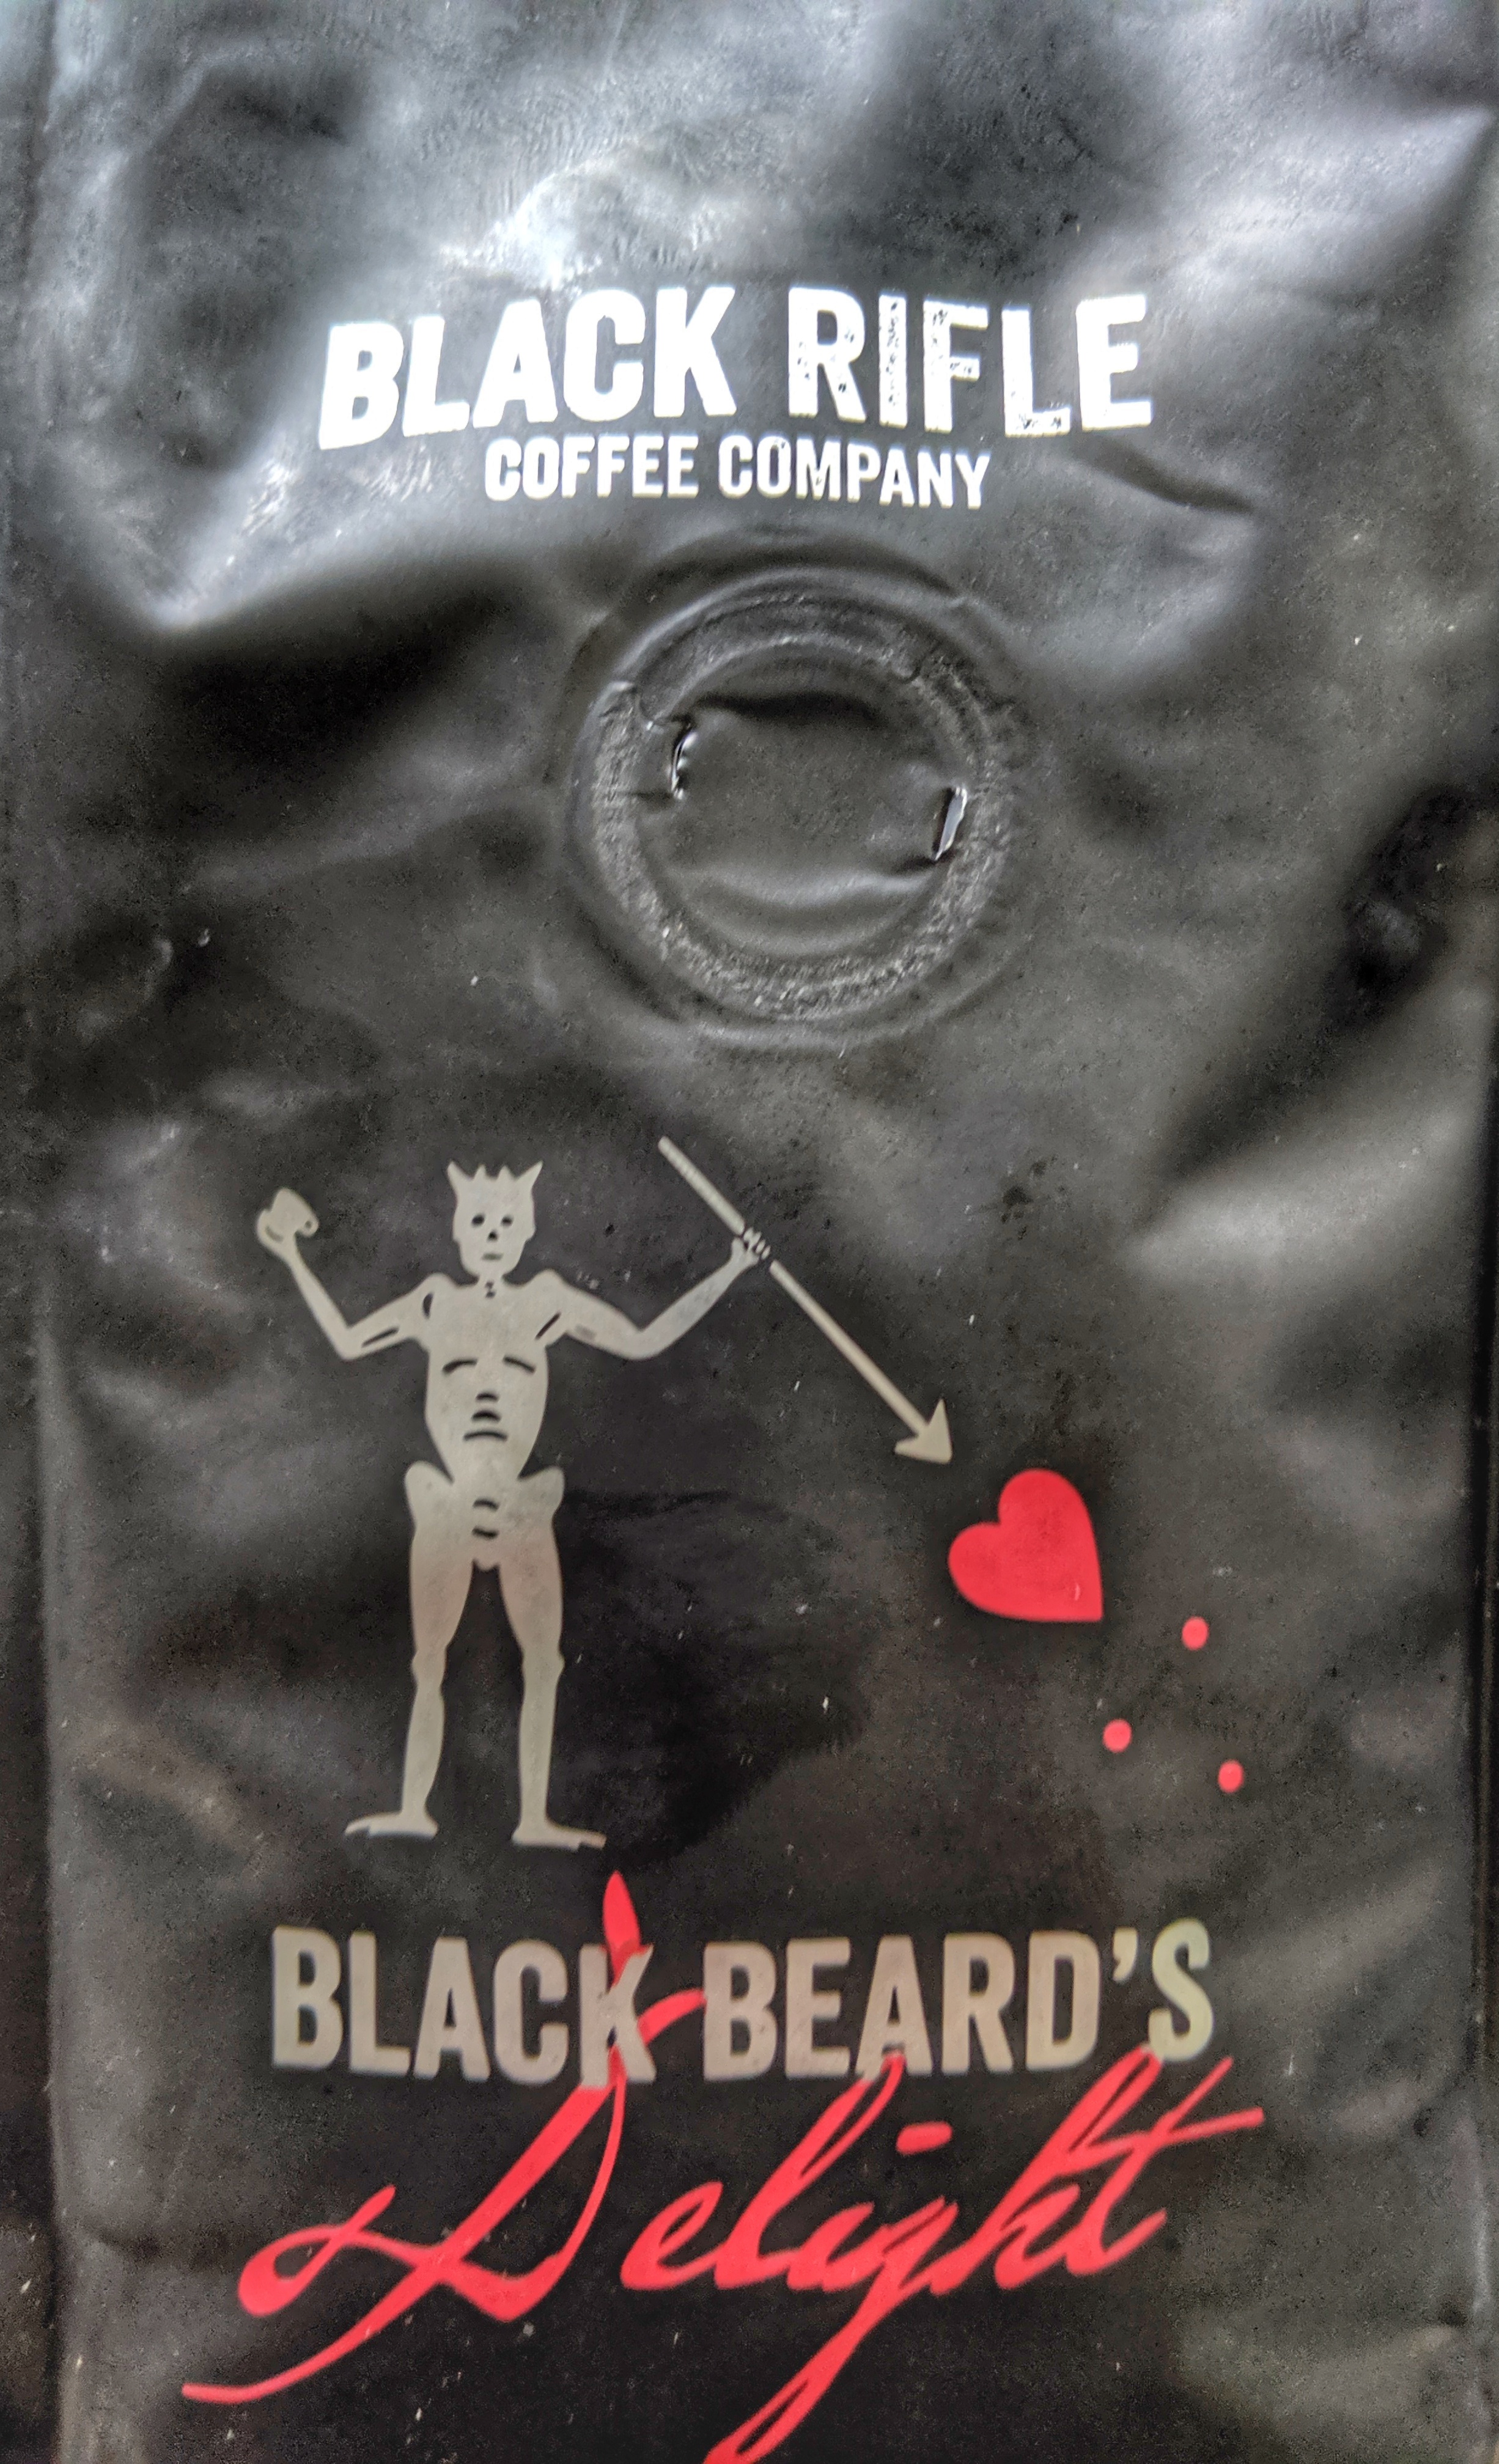 BLACK RIFLE
COFFEE COMPANY
BLACK BEARD'S
Delight